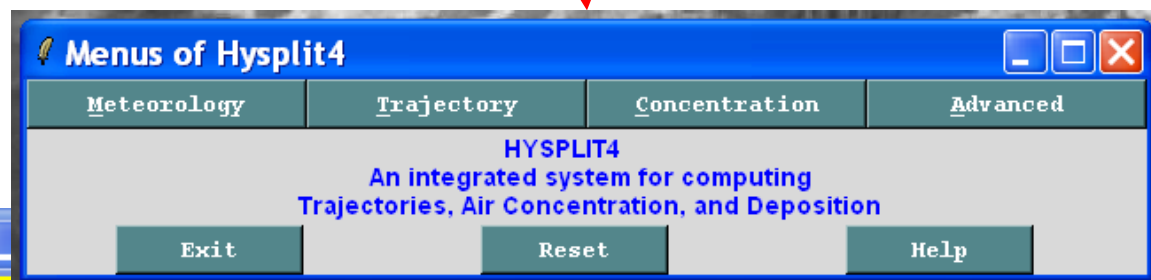 Menus of Hysplit4
Meteorology Trajectory Concentration Advanced
HYSPLIT4
An integrated system for computing
Trajectories, Air Concentration, and Deposition
Exit Reset Help